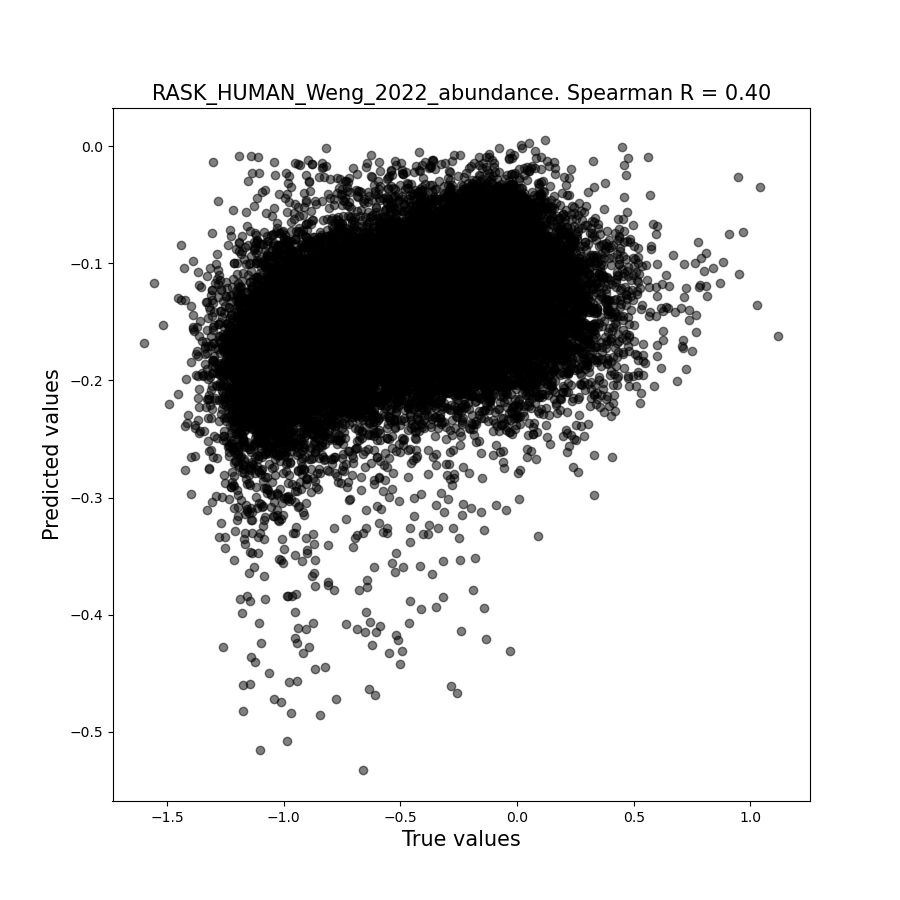 RASK_HUMAN_Weng_2022_abundance. Spearman R = 0.40
0.0
−0.1
−0.2
−0.3
−0.4
−0.5
Predicted values
−1.5 −1.0 −0.5 0.0 0.5 1.0
True values